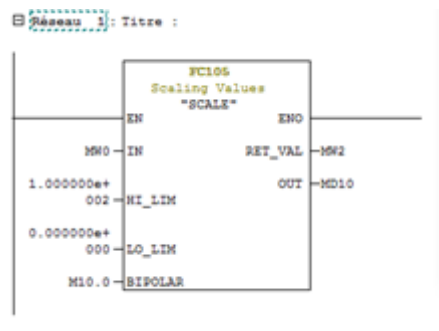 Réseau 1: Titre :
FC105
Scaling Values
"SCALE"
EN ENO
MW0 IN RET_VAL MW2
1.000000e+ OUT MD10
002 HI_LIM
0.000000e+
000 LO_LIM
M10.0 BIPOLAR